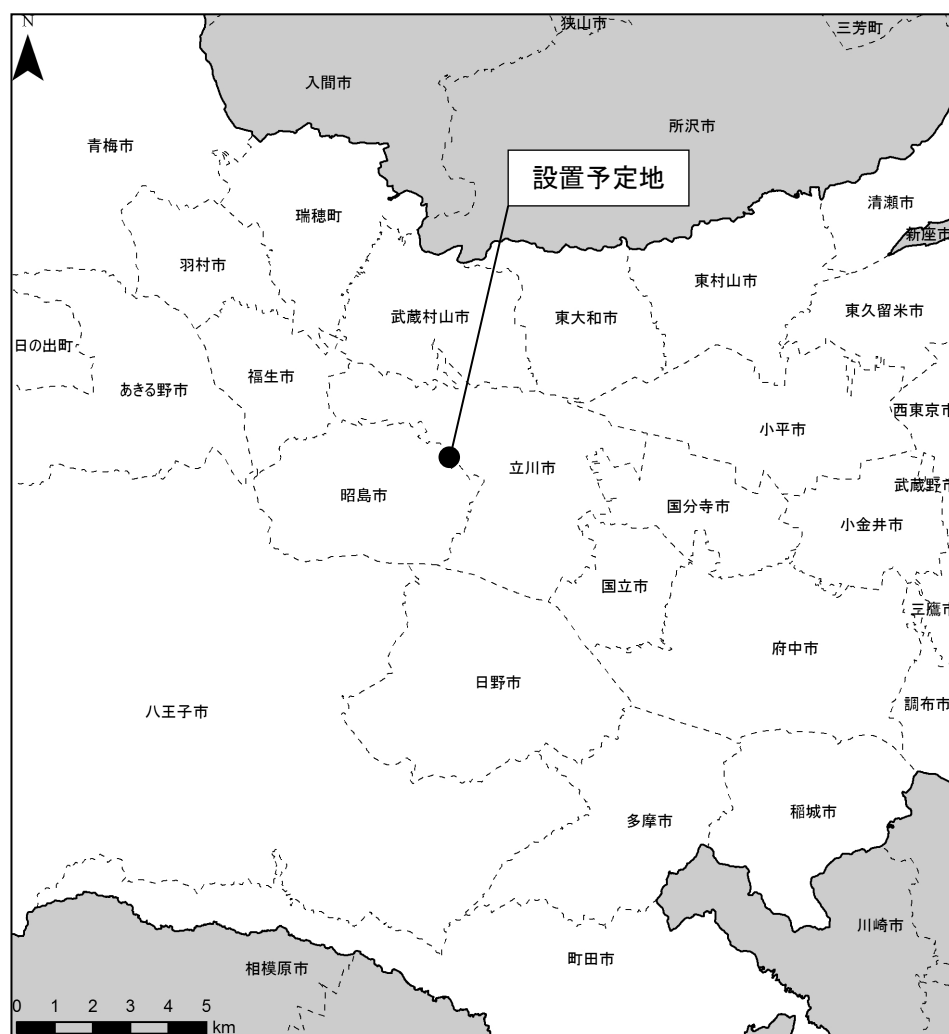 N
狭山市
三芳町
入間市
所沢市
青梅市
設置予定地
清瀬市
瑞穂町
新座市
羽村市
東村山市
武蔵村山市
東大和市
東久留米市
日の出町
福生市
あきる野市
西東京市
小平市
立川市
武蔵野市
昭島市
国分寺市
小金井市
国立市
三鷹市
府中市
日野市
調布市
八王子市
稲城市
多摩市
川崎市
町田市
相模原市
0 1 2 3 4 5
km